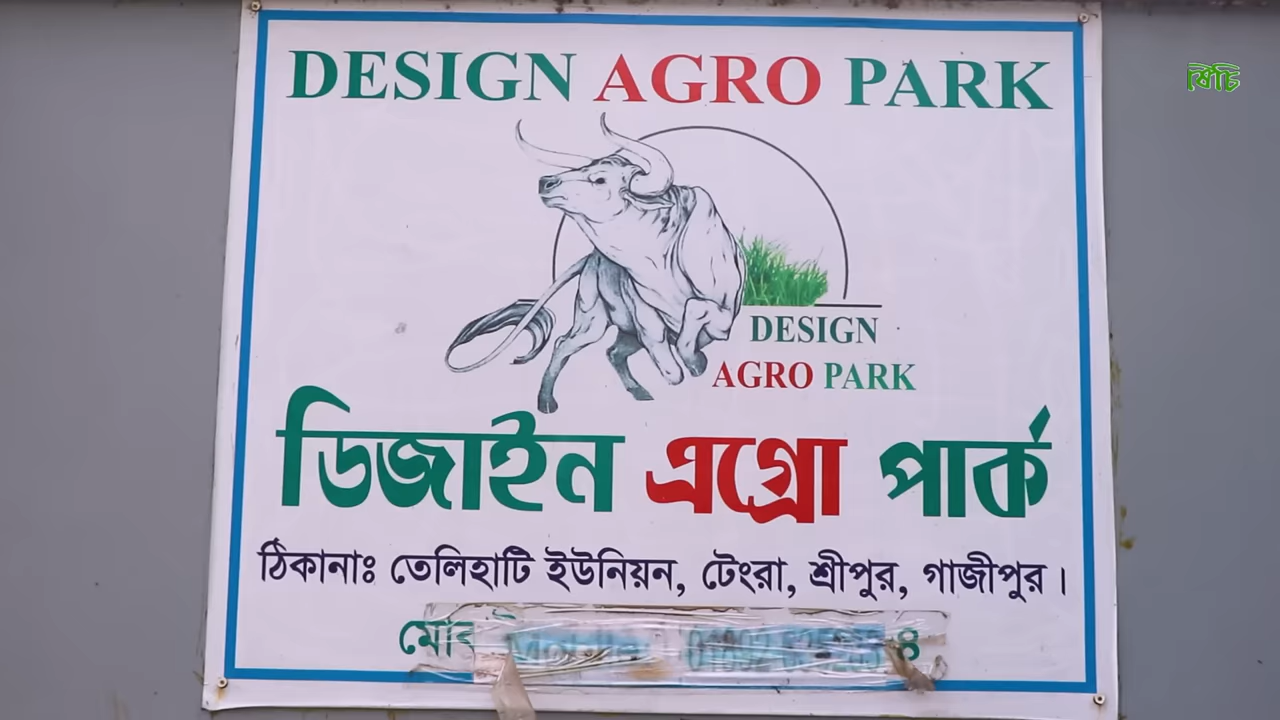 DESIGN AGRO PARK
DESIGN
AGRO PARK
ডিজাইন এগ্রো পার্ক
ঠিকানাঃ তেলিহাটি ইউনিয়ন, টেংরা, শ্রীপুর, গাজীপুর।